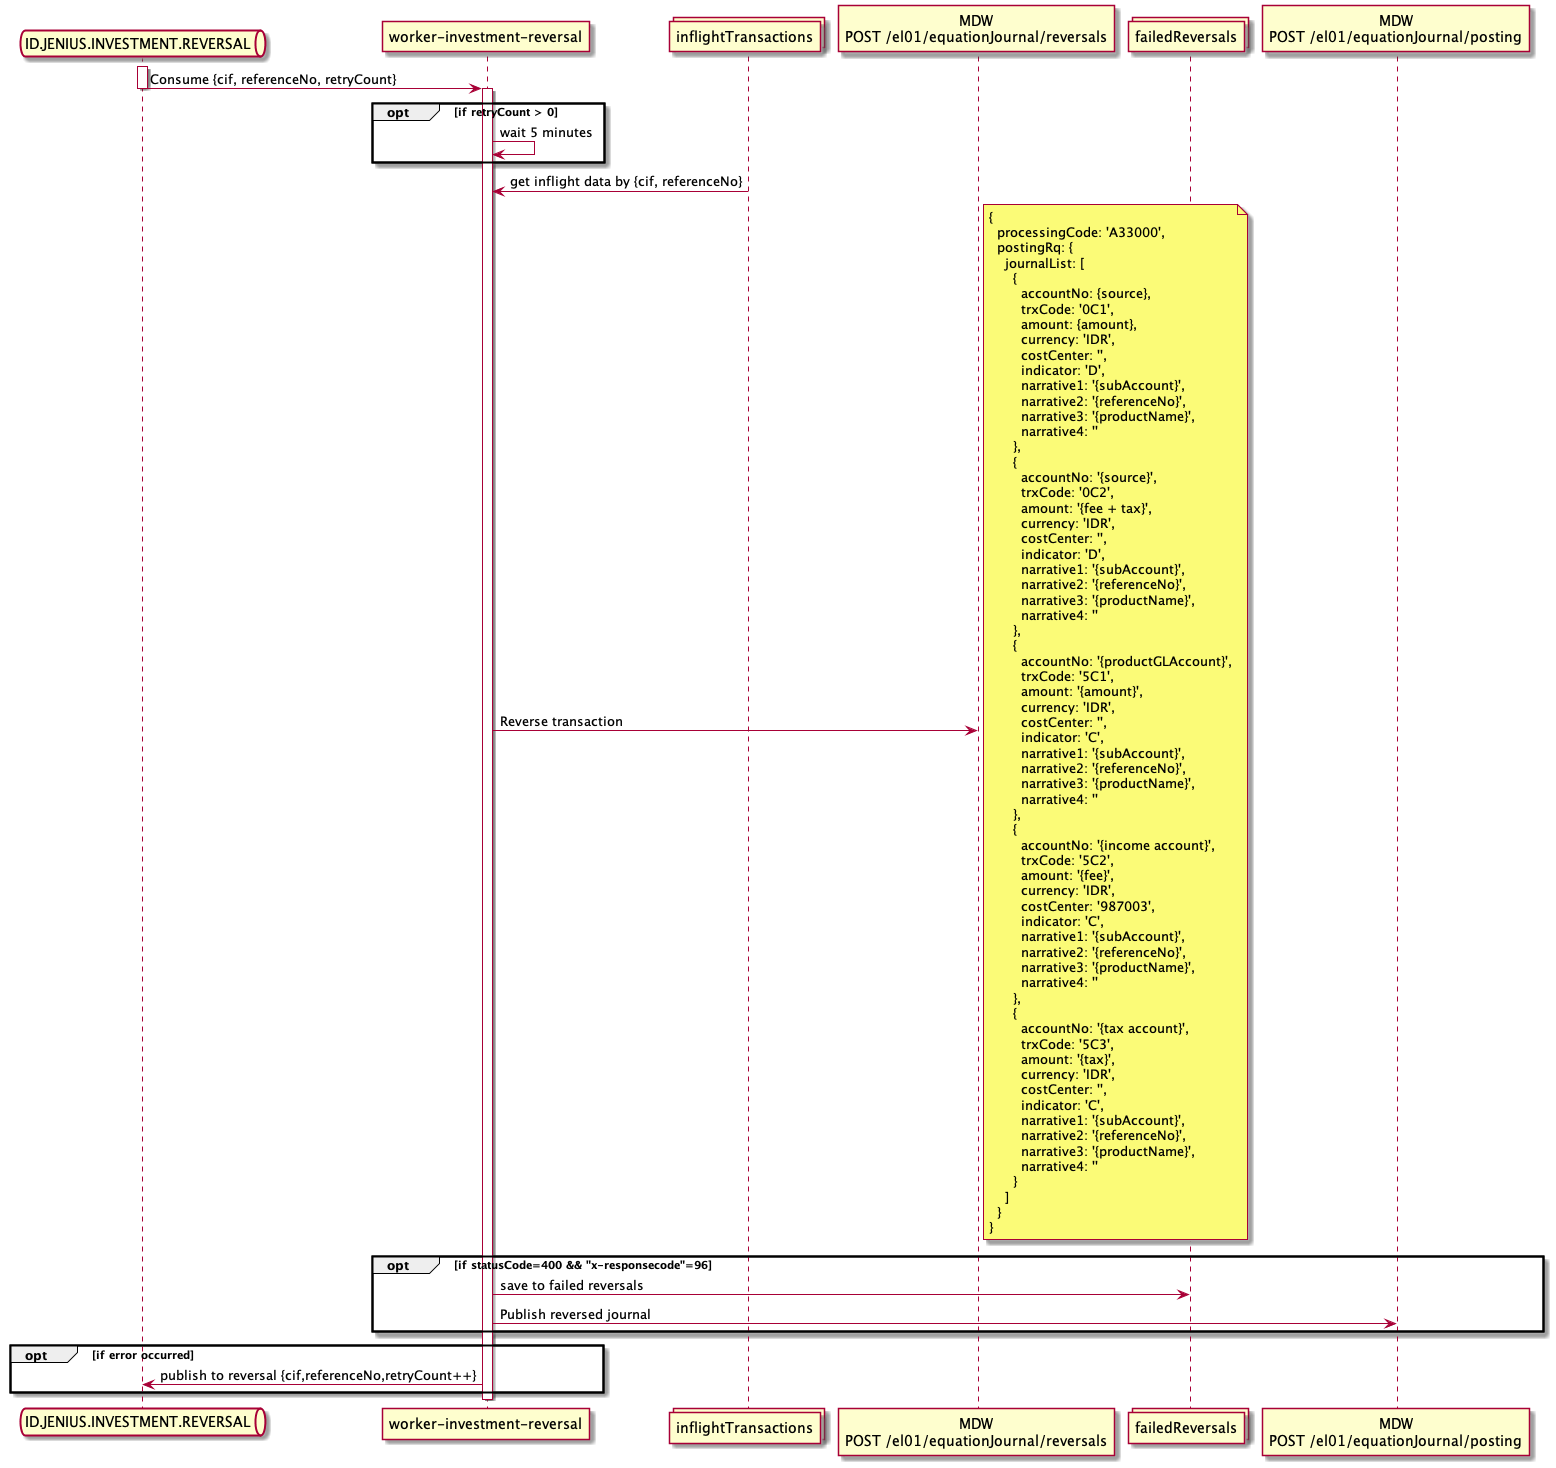 ID.JENIUS.INVESTMENT.REVERSAL
worker-investment-reversal
inflightTransactions
MDW
POST /el01/equationJournal/reversals
failedReversals
MDW
POST /el01/equationJournal/posting
Consume {cif, referenceNo, retryCount}
opt [if retryCount > 0]
wait 5 minutes
get inflight data by {cif, referenceNo}
{
processingCode: 'A33000',
postingRq: {
journalList: [
{
accountNo: {source},
trxCode: '0C1',
amount: {amount},
currency: 'IDR',
costCenter: '',
indicator: 'D',
narrative1: '{subAccount}',
narrative2: '{referenceNo}',
narrative3: '{productName}',
narrative4: ''
},
{
accountNo: '{source}',
trxCode: '0C2',
amount: '{fee + tax}',
currency: 'IDR',
costCenter: '',
indicator: 'D',
narrative1: '{subAccount}',
narrative2: '{referenceNo}',
narrative3: '{productName}',
narrative4: ''
},
{
accountNo: '{productGLAccount}',
trxCode: '5C1',
amount: '{amount}',
currency: 'IDR',
costCenter: '',
indicator: 'C',
narrative1: '{subAccount}',
narrative2: '{referenceNo}',
narrative3: '{productName}',
narrative4: ''
},
{
accountNo: '{income account}',
trxCode: '5C2',
amount: '{fee}',
currency: 'IDR',
costCenter: '987003',
indicator: 'C',
narrative1: '{subAccount}',
narrative2: '{referenceNo}',
narrative3: '{productName}',
narrative4: ''
},
{
accountNo: '{tax account}',
trxCode: '5C3',
amount: '{tax}',
currency: 'IDR',
costCenter: '',
indicator: 'C',
narrative1: '{subAccount}',
narrative2: '{referenceNo}',
narrative3: '{productName}',
narrative4: ''
}
]
}
}
Reverse transaction
opt [if statusCode=400 && "x-responsecode"=96]
save to failed reversals
Publish reversed journal
opt [if error occurred]
publish to reversal {cif,referenceNo,retryCount++}
ID.JENIUS.INVESTMENT.REVERSAL
worker-investment-reversal
inflightTransactions
MDW
POST /el01/equationJournal/reversals
failedReversals
MDW
POST /el01/equationJournal/posting